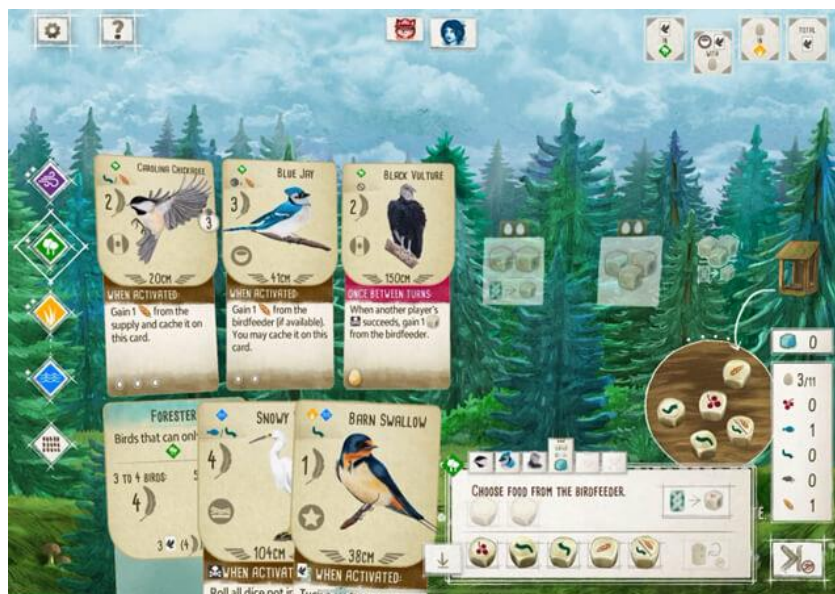 ?
WITH
TOTAL
CAROLINA CHICKADEE
2
3
20CM
WHEN ACTIVATED:
Gain 1 from the
supply and cache it on
this card.
BLUE JAY
3
41CM
WHEN ACTIVATED:
Gain 1 from the
birdfeeder (if available).
You may cache it on this
card.
BLACK VULTURE
2
150CM
ONCE BETWEEN TURNS:
When another player's
succeeds, gain 1
from the birdfeeder.
0
3/11
0
1
0
0
1
FORESTER
Birds that can only
3 TO 4 BIRDS:
4
3 (4)
SNOWY
4
104CM
WHEN ACTIVAT
Roll all dice not i
BARN SWALLOW
1
38CM
WHEN ACTIVATED:
CHOOSE FOOD FROM THE BIRDFEEDER.